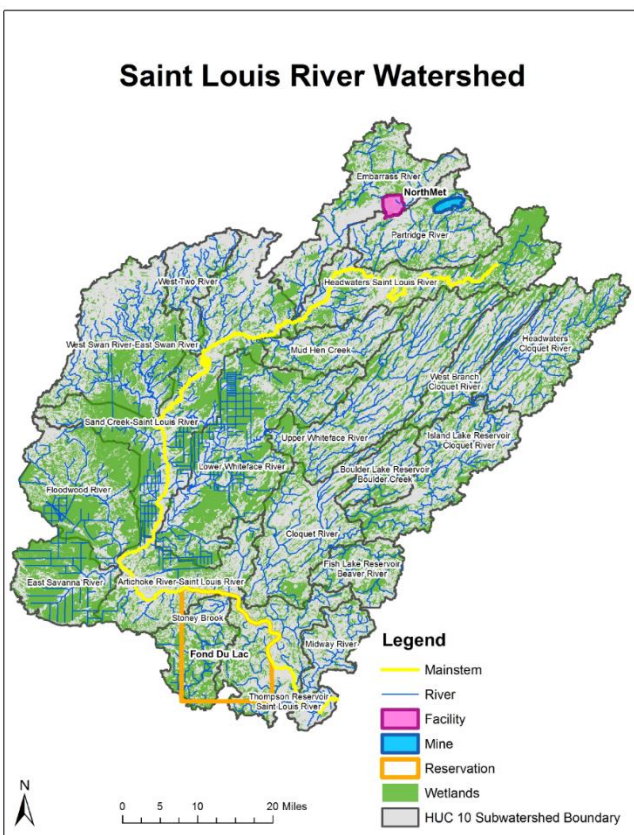 Saint Louis River Watershed
Embarrass River
NorthMet
Partridge River
West-Two River
Headwaters Saint Louis River
West Swan River-East Swan River
Mud Hen Creek
Headwaters
Cloquet River
West Branch
Cloquet River
Sand Creek-Saint Louis River
Upper Whiteface River
Island Lake Reservoir
Cloquet River
Lower Whiteface River
Boulder Lake Reservoir
Boulder Creek
Floodwood River
Cloquet River
Fish Lake Reservoir
Beaver River
East Savanna River
Artichoke River-Saint Louis River
Stoney Brook
Midway River
Fond Du Lac
Thompson Reservoir
Saint Louis River
Legend
Mainstem
River
Facility
Mine
Reservation
Wetlands
HUC 10 Subwatershed Boundary
N
0 5 10 20 Miles